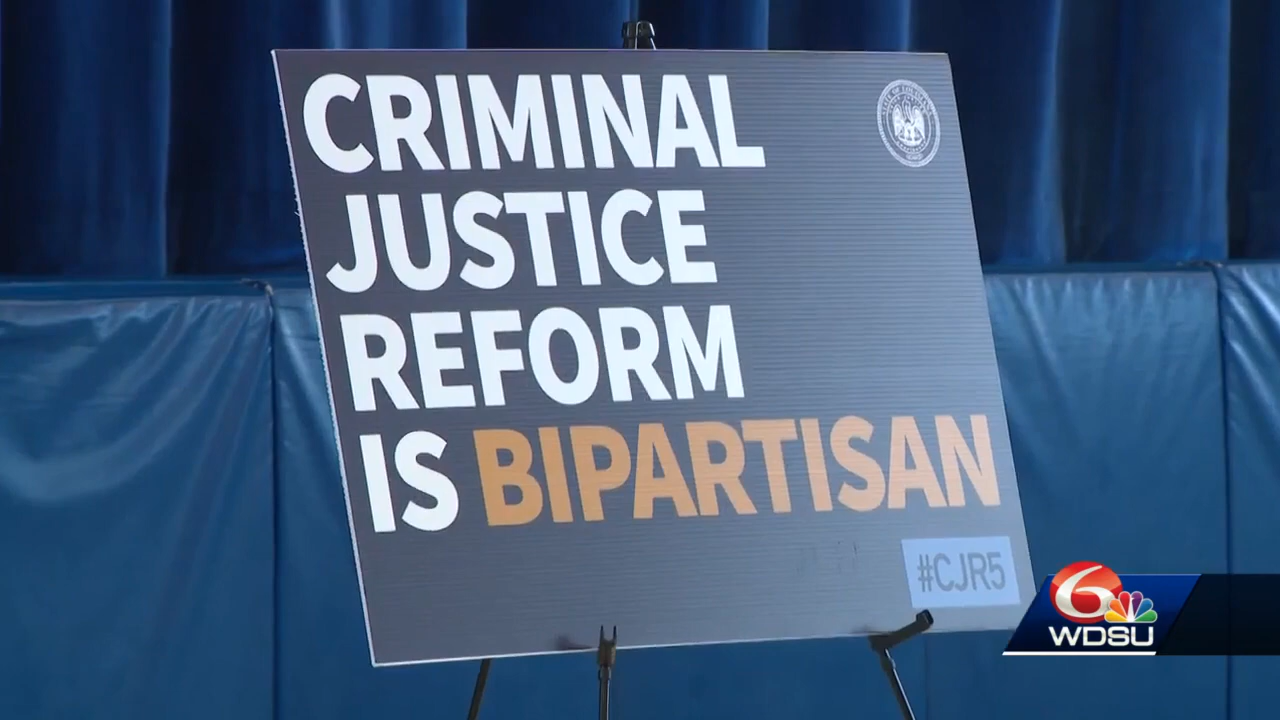 CRIMINAL
JUSTICE
REFORM
IS BIPARTISAN
#CJR5
6
WDSU